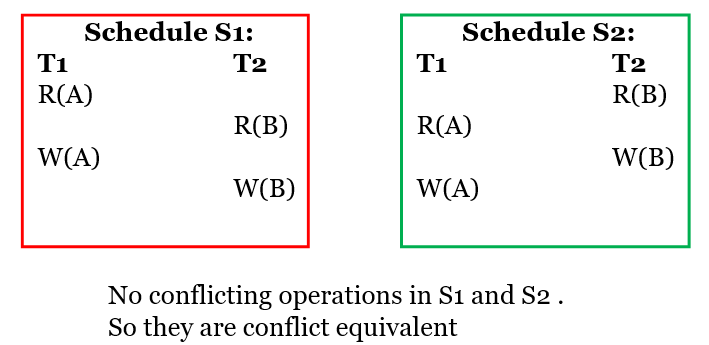 Schedule S1:
T1 T2
R(A)
R(B)
W(A)
W(B)
Schedule S2:
T1 T2
R(B)
R(A)
W(B)
W(A)
No conflicting operations in S1 and S2 .
So they are conflict equivalent